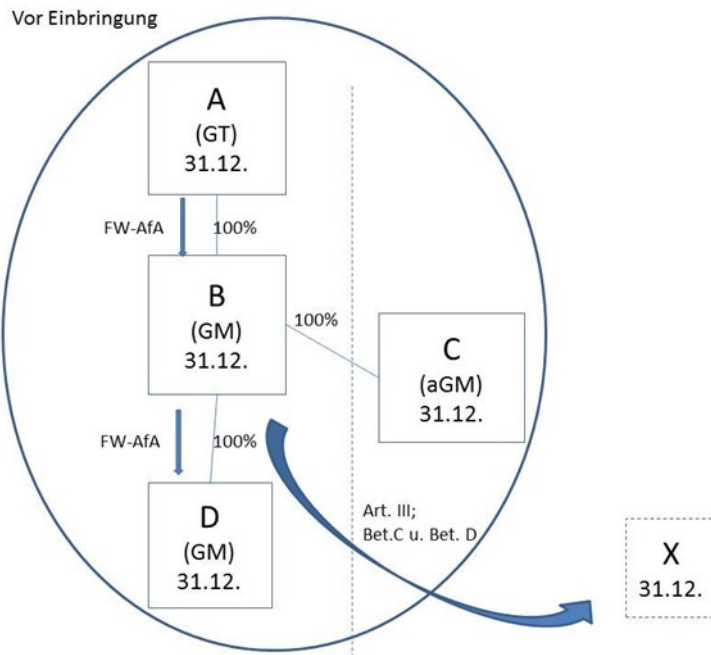 Vor Einbringung
A
(GT)
31.12.
FW-AfA
100%
B
(GM)
31.12.
100%
C
(aGM)
31.12.
FW-AfA
100%
D
(GM)
31.12.
Art. III;
Bet.C u. Bet. D
X
31.12.